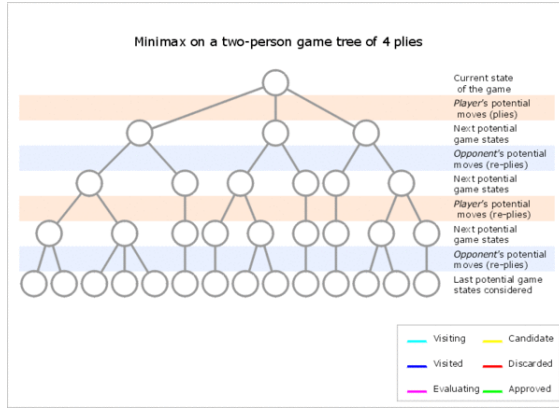 Minimax on a two-person game tree of 4 plies
Current state
of the game
Player's potential
moves (plies)
Next potential
game states
Opponent's potential
moves (re-plies)
Next potential
game states
Player's potential
moves (re-plies)
Next potential
game states
Opponent's potential
moves (re-plies)
Last potential game
states considered
Visiting
Candidate
Visited
Discarded
Evaluating
Approved